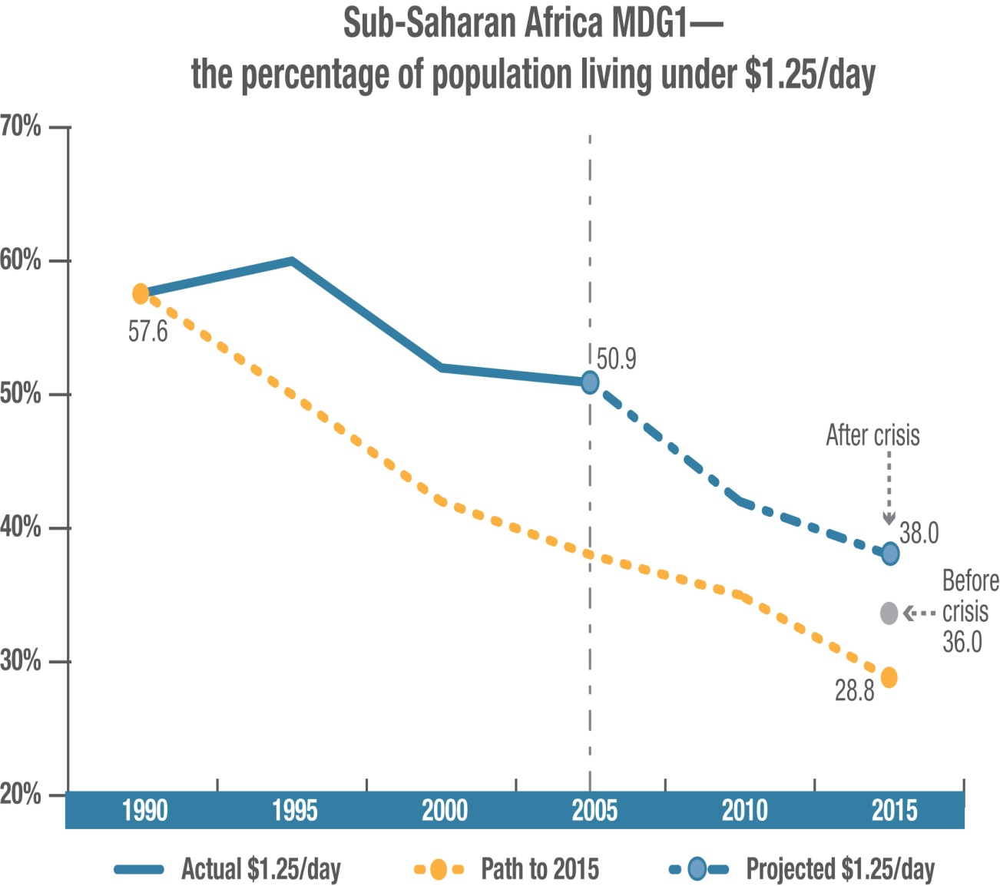 Sub-Saharan Africa MDG1—
the percentage of population living under $1.25/day
70%
60%
50%
40%
30%
20%
57.6
50.9
After crisis
38.0
Before
crisis
36.0
28.8
1990 1995 2000 2005 2010 2015
Actual $1.25/day Path to 2015 Projected $1.25/day